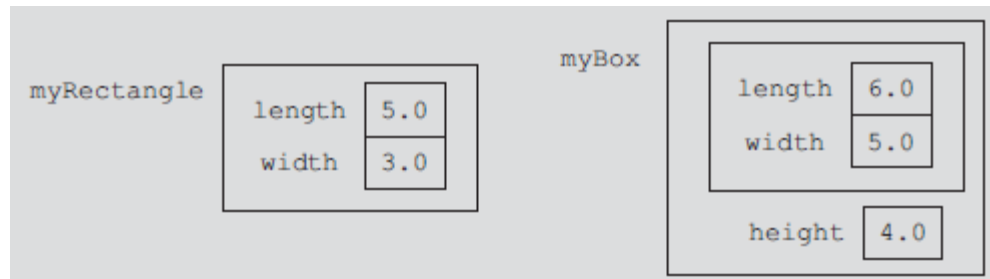 myRectangle
length 5.0
width 3.0
myBox
length 6.0
width 5.0
height 4.0